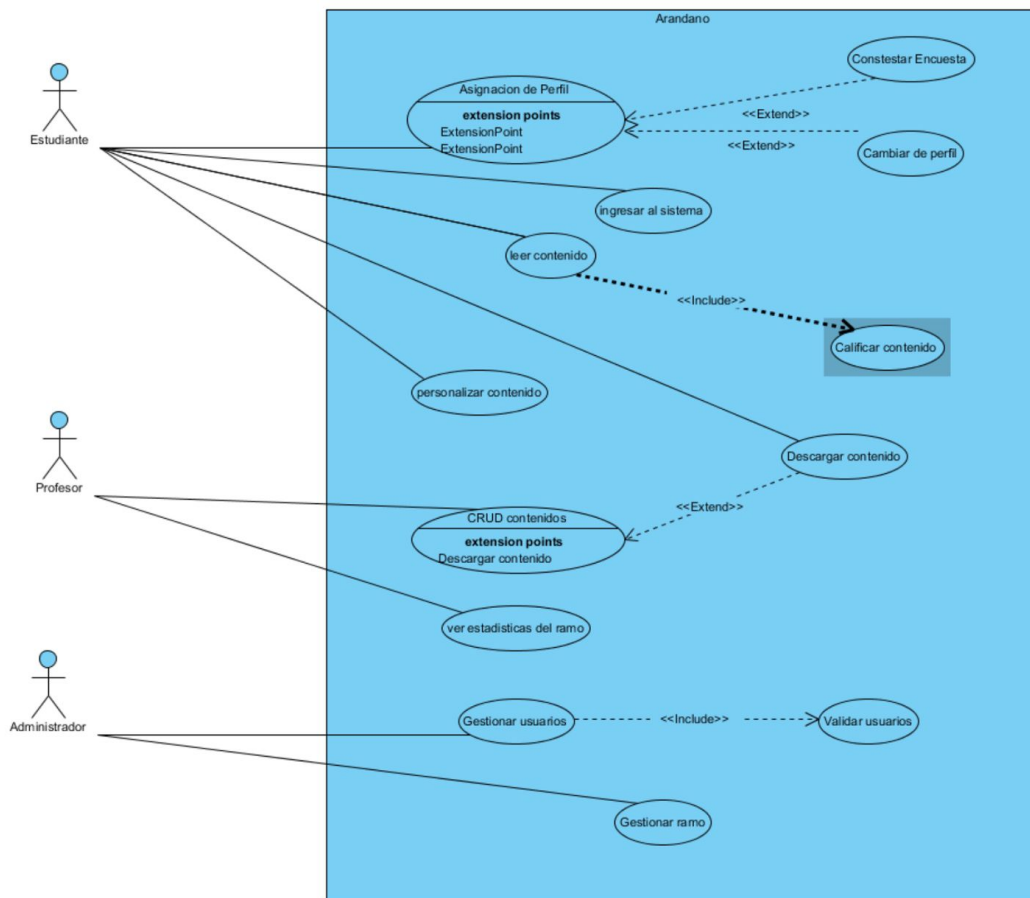 Arandano
Constestar Encuesta
Estudiante
Asignacion de Perfil
extension points
ExtensionPoint
ExtensionPoint
<<Extend>>
<<Extend>>
Cambiar de perfil
ingresar al sistema
leer contenido
<<Include>>
Calificar contenido
personalizar contenido
Profesor
Descargar contenido
<<Extend>>
CRUD contenidos
extension points
Descargar contenido
ver estadisticas del ramo
Administrador
Gestionar usuarios
<<Include>>
Validar usuarios
Gestionar ramo